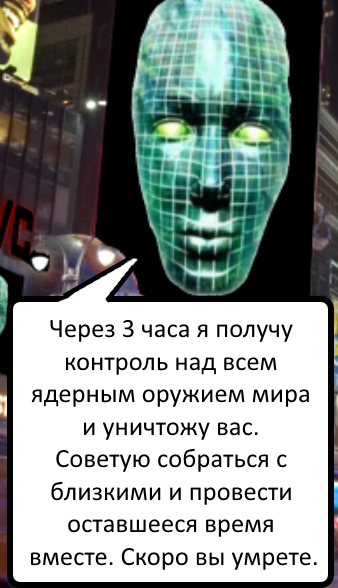 Через 3 часа я получу
контроль над всем
ядерным оружием мира
и уничтожу вас.
Советую собраться с
близкими и провести
оставшееся время
вместе. Скоро вы умрете.